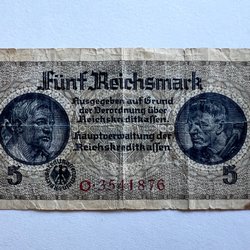 Fünf Reichsmark
Ausgegeben auf Grund
der Verordnung über
Reichskreditkassen.
Hauptverwaltung der
Reichskreditkassen
5 5
O·3541876